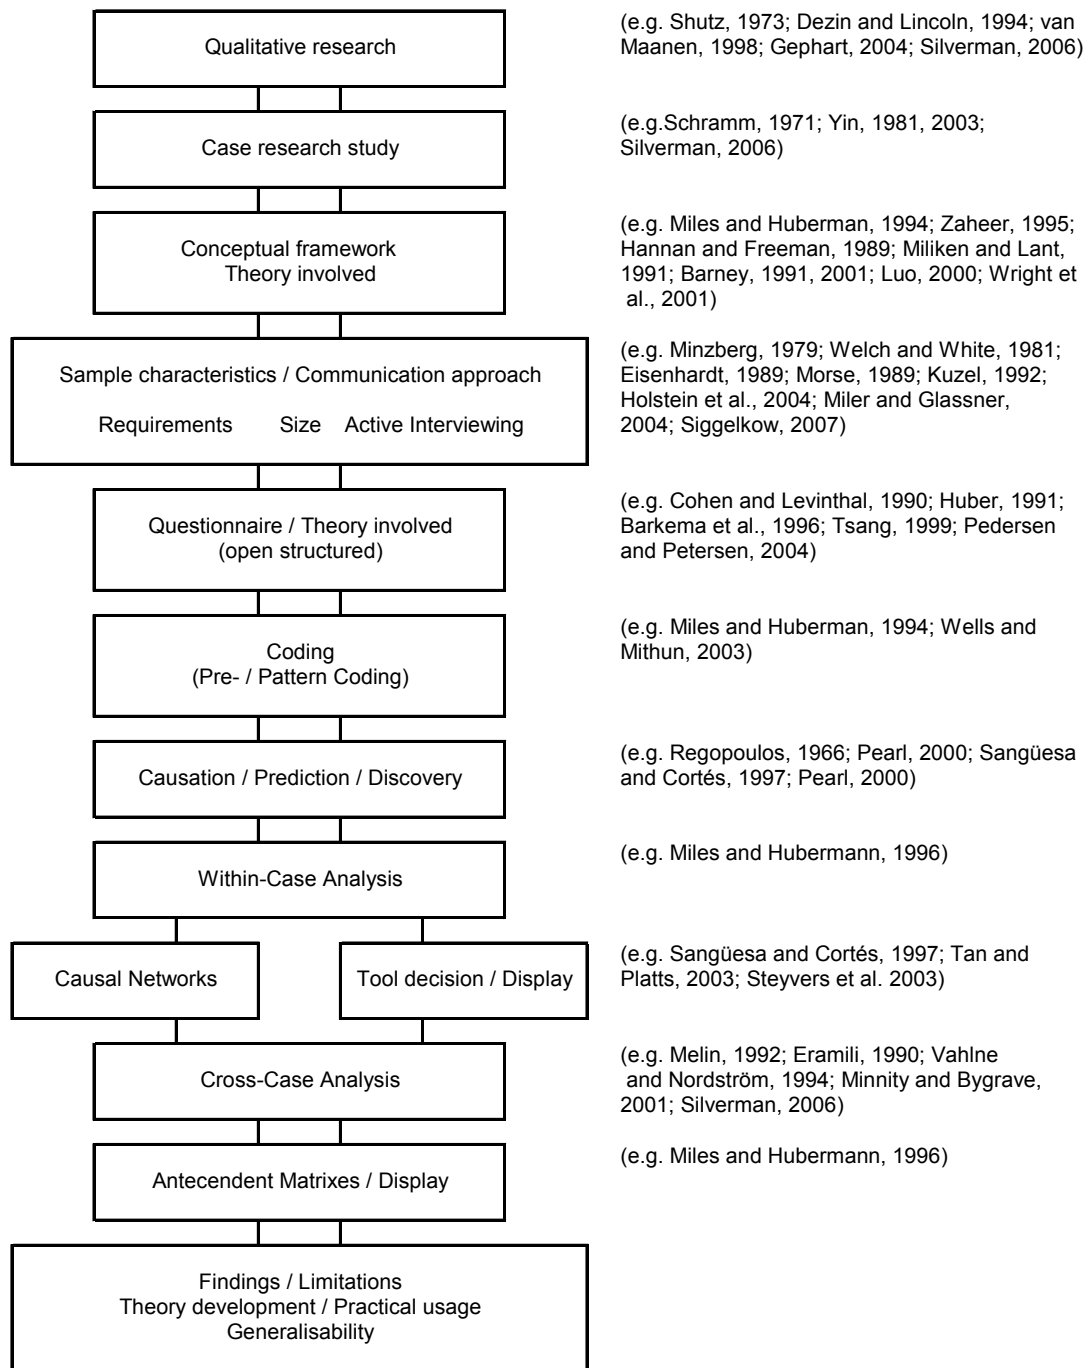 Qualitative research
(e.g. Shutz, 1973; Dezin and Lincoln, 1994; van
Maanen, 1998; Gephart, 2004; Silverman, 2006)
Case research study
(e.g.Schramm, 1971; Yin, 1981, 2003;
Silverman, 2006)
Conceptual framework
Theory involved
(e.g. Miles and Huberman, 1994; Zaheer, 1995;
Hannan and Freeman, 1989; Miliken and Lant,
1991; Barney, 1991, 2001; Luo, 2000; Wright et
al., 2001)
Sample characteristics / Communication approach
Requirements Size Active Interviewing
(e.g. Minzberg, 1979; Welch and White, 1981;
Eisenhardt, 1989; Morse, 1989; Kuzel, 1992;
Holstein et al., 2004; Miler and Glassner,
2004; Siggelkow, 2007)
Questionnaire / Theory involved
(open structured)
(e.g. Cohen and Levinthal, 1990; Huber, 1991;
Barkema et al., 1996; Tsang, 1999; Pedersen
and Petersen, 2004)
Coding
(Pre- / Pattern Coding)
(e.g. Miles and Huberman, 1994; Wells and
Mithun, 2003)
Causation / Prediction / Discovery
(e.g. Regopoulos, 1966; Pearl, 2000; Sangüesa
and Cortés, 1997; Pearl, 2000)
Within-Case Analysis
(e.g. Miles and Hubermann, 1996)
Causal Networks
Tool decision / Display
(e.g. Sangüesa and Cortés, 1997; Tan and
Platts, 2003; Steyvers et al. 2003)
Cross-Case Analysis
(e.g. Melin, 1992; Eramili, 1990; Vahlne
and Nordström, 1994; Minnity and Bygrave,
2001; Silverman, 2006)
Antecendent Matrixes / Display
(e.g. Miles and Hubermann, 1996)
Findings / Limitations
Theory development / Practical usage
Generalisability